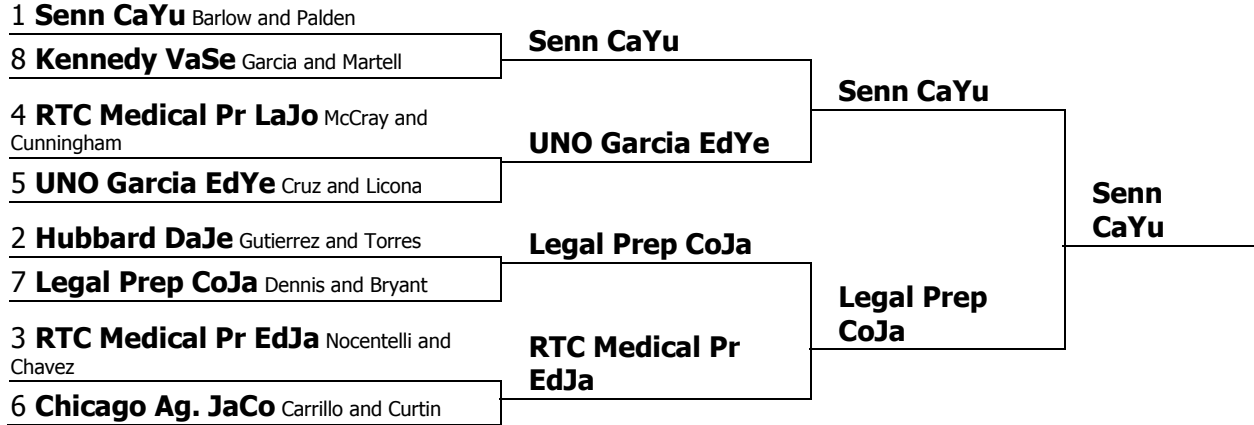 1 Senn CaYu Barlow and Palden
8 Kennedy VaSe Garcia and Martell
4 RTC Medical Pr LaJo McCray and
Cunningham
5 UNO Garcia EdYe Cruz and Licona
2 Hubbard DaJe Gutierrez and Torres
7 Legal Prep CoJa Dennis and Bryant
3 RTC Medical Pr EdJa Nocentelli and
Chavez
6 Chicago Ag. JaCo Carrillo and Curtin
Senn CaYu
UNO Garcia EdYe
Legal Prep CoJa
RTC Medical Pr
EdJa
Senn CaYu
Legal Prep
CoJa
Senn
CaYu